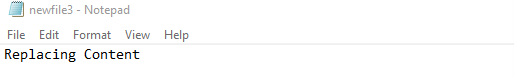 newfile3 - Notepad
File Edit Format View Help
Replacing Content